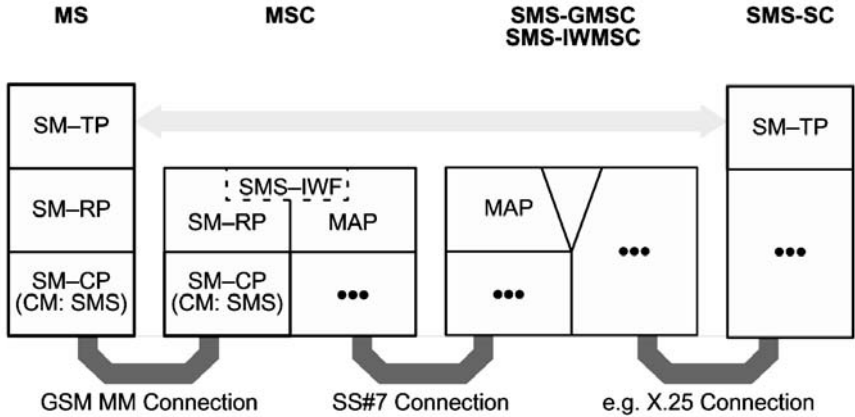 MS
MSC
SMS-GMSC
SMS-IWMSC
SMS-SC
SM–TP
SM–TP
SMS–IWF
SM–RP
SM–RP
MAP
MAP
•••
SM–CP
(CM: SMS)
SM–CP
(CM: SMS)
•••
•••
•••
GSM MM Connection
SS#7 Connection
e.g. X.25 Connection